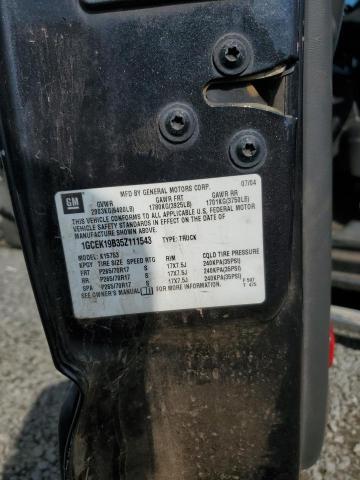 GM
MFD BY GENERAL MOTORS CORP. 07/04
GVWR GAWR FRT GAWR RR
2903KG(6400LB) 1780KG(3925LB) 1701KG(3750LB)
THIS VEHICLE CONFORMS TO ALL APPLICABLE U.S. FEDERAL MOTOR
VEHICLE SAFETY STANDARDS IN EFFECT ON THE DATE OF
MANUFACTURE SHOWN ABOVE.
1GCEK19B35Z111543 TYPE: TRUCK
MODEL: K15753
KPGY TIRE SIZE SPEED RTG RIM COLD TIRE PRESSURE
FRT P265/70R17 S 17X7.5J 240KPA(35PSI)
RR P265/70R17 S 17X7.5J 240KPA(35PSI)
SPA P265/70R17 S 17X7.5J 240KPA(35PSI)
SEE OWNER'S MANUAL FOR MORE INFORMATION.